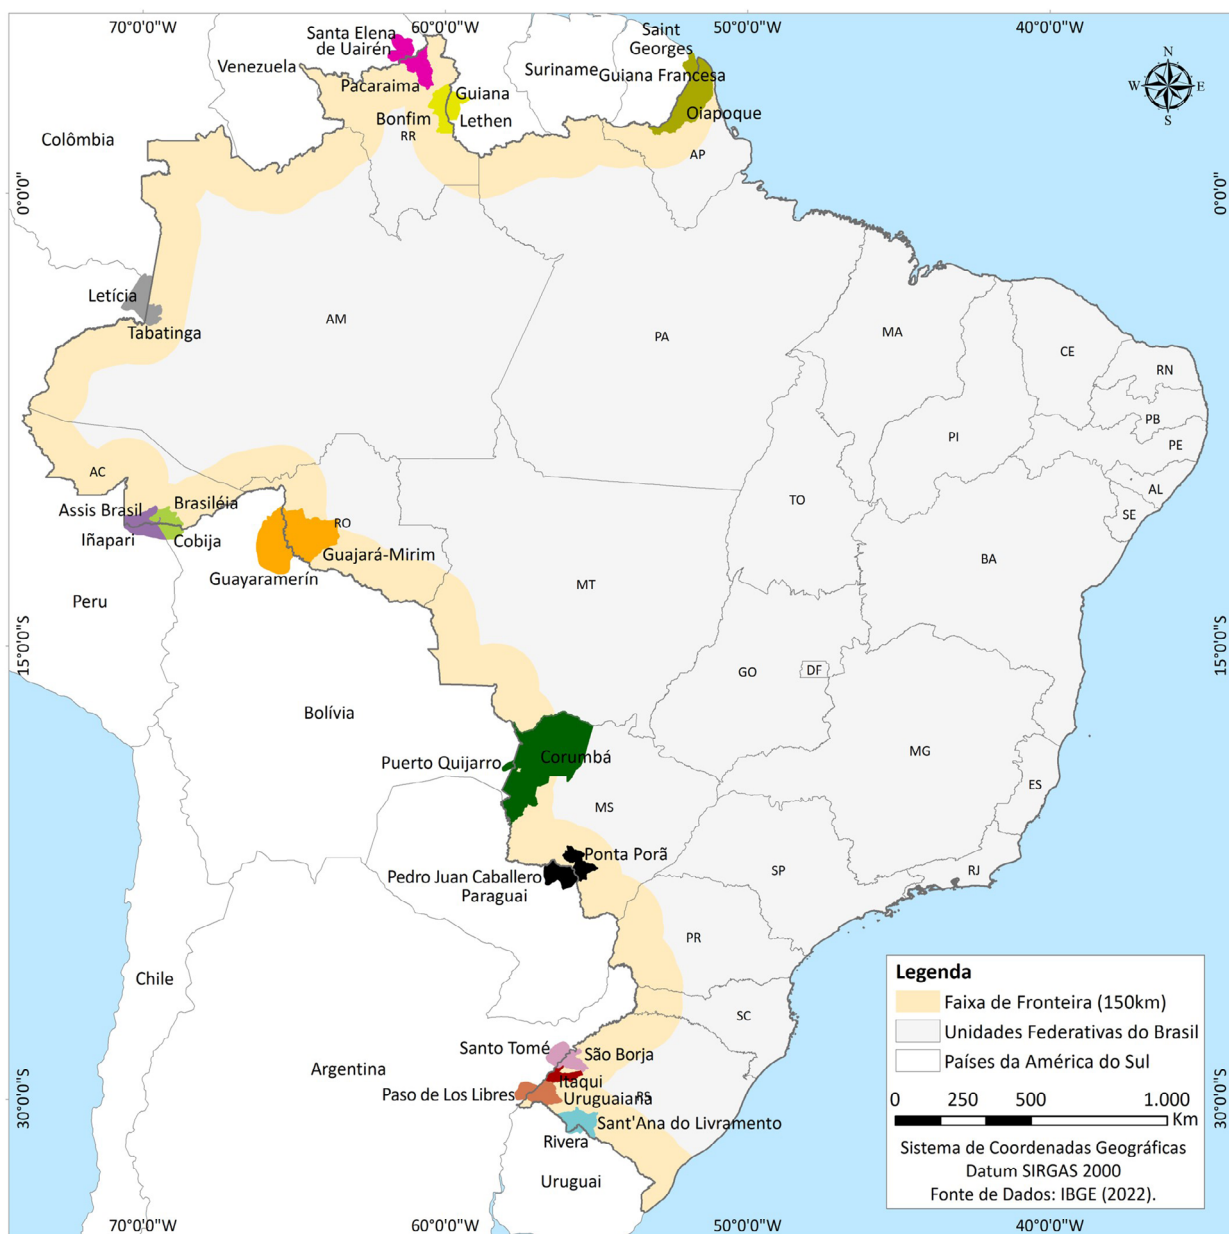 70°0'0"W
60°0'0"W
50°0'0"W
40°0'0"W
Santa Elena
de Uairén
Saint
Georges
Venezuela
Suriname
Guiana Francesa
N
W
E
S
Pacaraima
Guiana
Bonfim
Lethen
RR
Oiapoque
Colômbia
AP
0°0'0"
0°0'0"
Letícia
Tabatinga
AM
PA
MA
CE
RN
PB
PE
PI
AL
SE
AC
TO
BA
Assis Brasil
Brasiléia
Iñapari
Cobija
RO
Guajará-Mirim
Guayaramerín
Peru
MT
15°0'0"S
15°0'0"S
GO
DF
Bolívia
MG
Puerto Quijarro
Corumbá
ES
MS
Ponta Porã
Pedro Juan Caballero
Paraguai
SP
RJ
PR
Chile
SC
Santo Tomé
São Borja
Argentina
Itaqui
Paso de Los Libres
Uruguaiana
RS
Sant'Ana do Livramento
Rivera
Uruguai
30°0'0"S
30°0'0"S
Legenda
Faixa de Fronteira (150km)
Unidades Federativas do Brasil
Países da América do Sul
0 250 500 1.000
Km
Sistema de Coordenadas Geográficas
Datum SIRGAS 2000
Fonte de Dados: IBGE (2022).
70°0'0"W
60°0'0"W
50°0'0"W
40°0'0"W